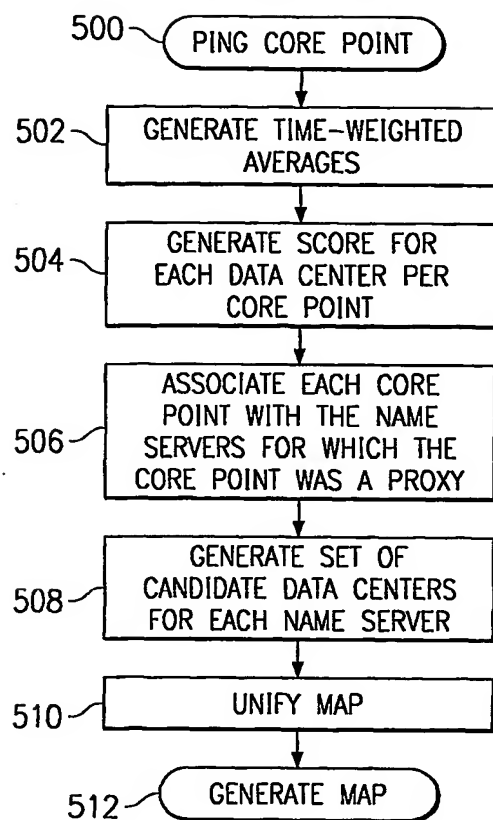 500 PING CORE POINT
502 GENERATE TIME-WEIGHTED
AVERAGES
504 GENERATE SCORE FOR
EACH DATA CENTER PER
CORE POINT
506 ASSOCIATE EACH CORE
POINT WITH THE NAME
SERVERS FOR WHICH THE
CORE POINT WAS A PROXY
508 GENERATE SET OF
CANDIDATE DATA CENTERS
FOR EACH NAME SERVER
510 UNIFY MAP
512 GENERATE MAP